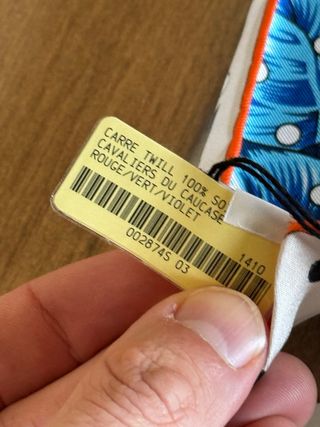 CARRE TWILL 100% SO
CAVALIERS DU CAUCASE
ROUGE/VERT/VIOLET
1410
002874S 03